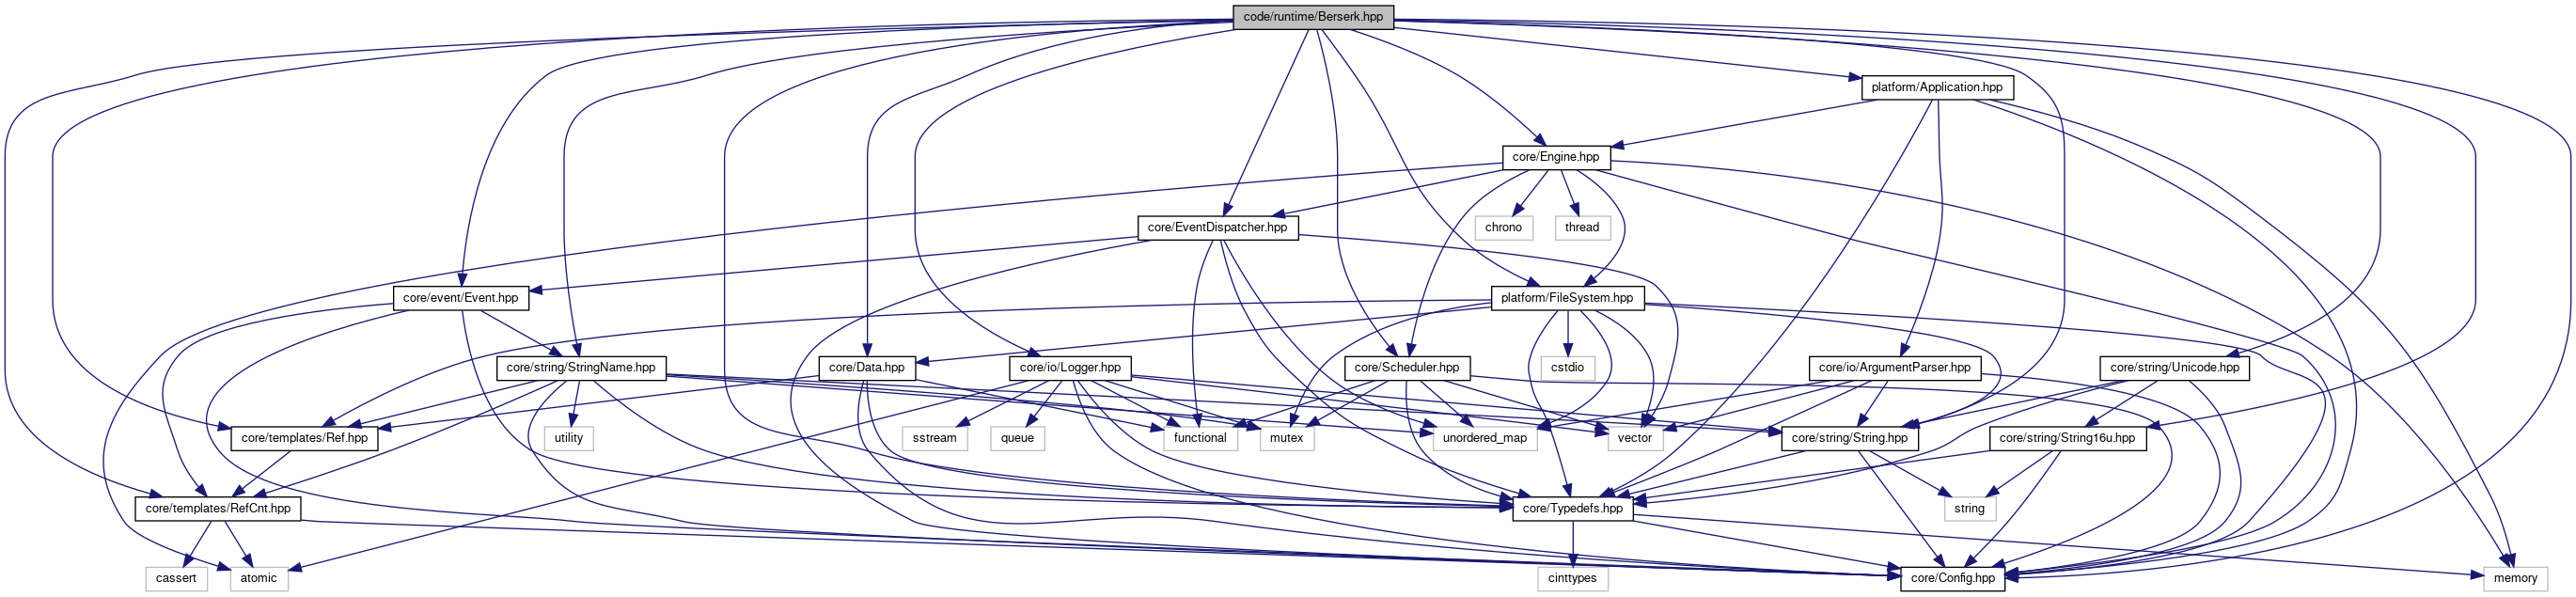 code/runtime/Berserk.hpp
platform/Application.hpp
core/Engine.hpp
core/EventDispatcher.hpp
chrono
thread
core/event/Event.hpp
platform/FileSystem.hpp
core/string/StringName.hpp
core/Data.hpp
core/io/Logger.hpp
core/Scheduler.hpp
cstdio
core/io/ArgumentParser.hpp
core/string/Unicode.hpp
core/templates/Ref.hpp
utility
sstream
queue
functional
mutex
unordered_map
vector
core/string/String.hpp
core/string/String16u.hpp
core/templates/RefCnt.hpp
core/Typedefs.hpp
string
cassert
atomic
cinttypes
core/Config.hpp
memory